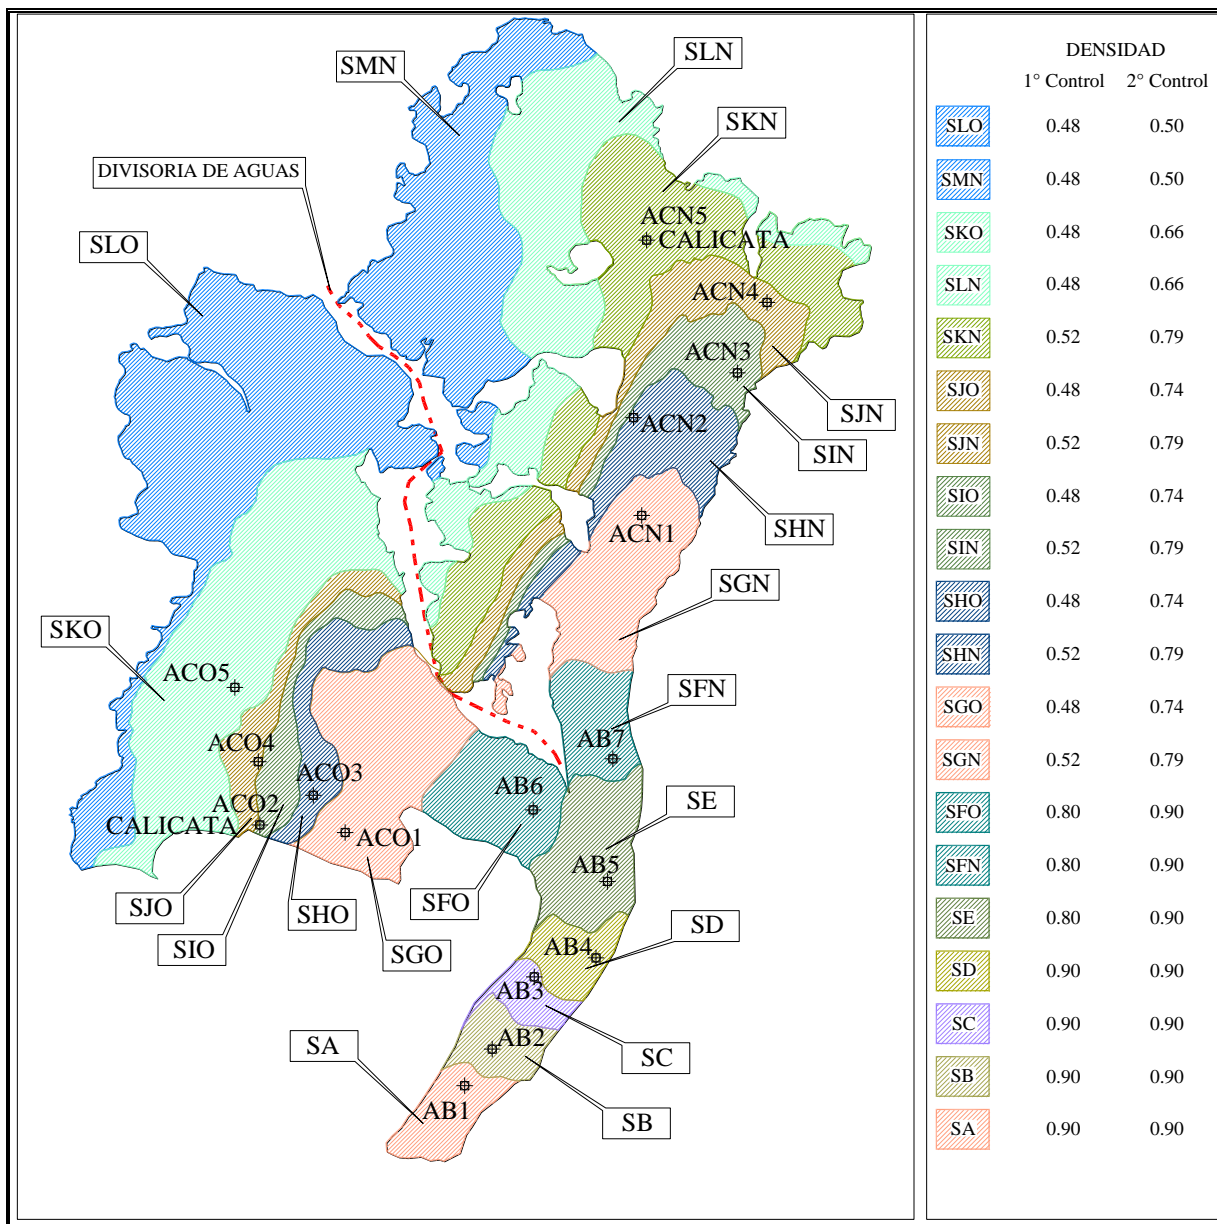 SMN
SLN
SKN
DIVISORIA DE AGUAS
SLO
ACN5
CALICATA
ACN4
ACN3
SJN
ACN2
SIN
ACN1
SHN
SGN
SKO
ACO5
SFN
ACO4
AB7
ACO3
ACO2
CALICATA
AB6
SE
ACO1
AB5
SJO
SHO
SFO
SIO
SGO
SD
AB4
AB3
SA
AB2
SC
AB1
SB
DENSIDAD
1° Control 2° Control
SLO 0.48 0.50
SMN 0.48 0.50
SKO 0.48 0.66
SLN 0.48 0.66
SKN 0.52 0.79
SJO 0.48 0.74
SJN 0.52 0.79
SIO 0.48 0.74
SIN 0.52 0.79
SHO 0.48 0.74
SHN 0.52 0.79
SGO 0.48 0.74
SGN 0.52 0.79
SFO 0.80 0.90
SFN 0.80 0.90
SE 0.80 0.90
SD 0.90 0.90
SC 0.90 0.90
SB 0.90 0.90
SA 0.90 0.90